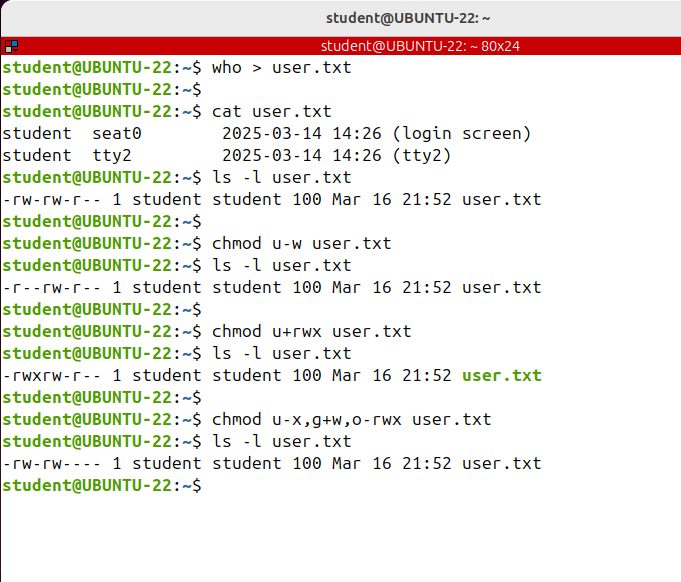 student@UBUNTU-22: ~
student@UBUNTU-22: ~ 80x24
student@UBUNTU-22:~$ who > user.txt
student@UBUNTU-22:~$
student@UBUNTU-22:~$ cat user.txt
student  seat0        2025-03-14 14:26 (login screen)
student  tty2         2025-03-14 14:26 (tty2)
student@UBUNTU-22:~$ ls -l user.txt
-rw-rw-r-- 1 student student 100 Mar 16 21:52 user.txt
student@UBUNTU-22:~$
student@UBUNTU-22:~$ chmod u-w user.txt
student@UBUNTU-22:~$ ls -l user.txt
-r--rw-r-- 1 student student 100 Mar 16 21:52 user.txt
student@UBUNTU-22:~$
student@UBUNTU-22:~$ chmod u+rwx user.txt
student@UBUNTU-22:~$ ls -l user.txt
-rwxrw-r-- 1 student student 100 Mar 16 21:52 user.txt
student@UBUNTU-22:~$
student@UBUNTU-22:~$ chmod u-x,g+w,o-rwx user.txt
student@UBUNTU-22:~$ ls -l user.txt
-rw-rw---- 1 student student 100 Mar 16 21:52 user.txt
student@UBUNTU-22:~$